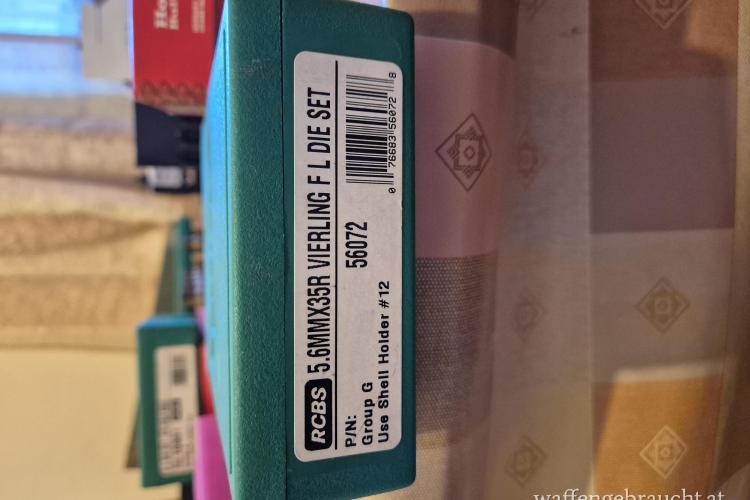 RCBS 5.6MMX35R VIERLING F L DIE SET
P/N: 56072
Group G
Use Shell Holder #12
0 76683 56072 8
waffengebraucht.at